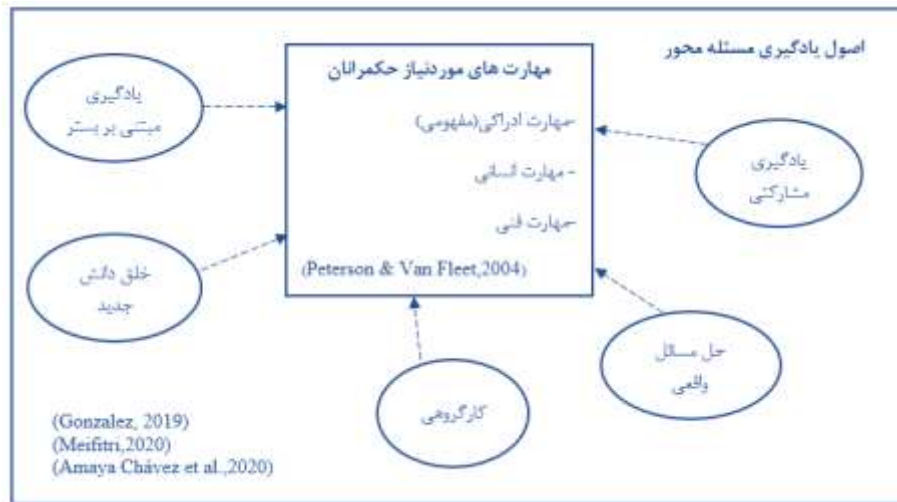 اصول یادگیری مسئله محور
مهارت های موردنیاز حکمرانان
-مهارت ادراکی(مفهومی)
- مهارت انسانی
-مهارت فنی
(Peterson & Van Fleet,2004)
یادگیری
مبتنی بر بستر
یادگیری
مشارکتی
خلق دانش
جدید
حل مسائل
واقعی
کارگروهی
(Gonzalez, 2019)
(Meifitri,2020)
(Amaya Chávez et al.,2020)